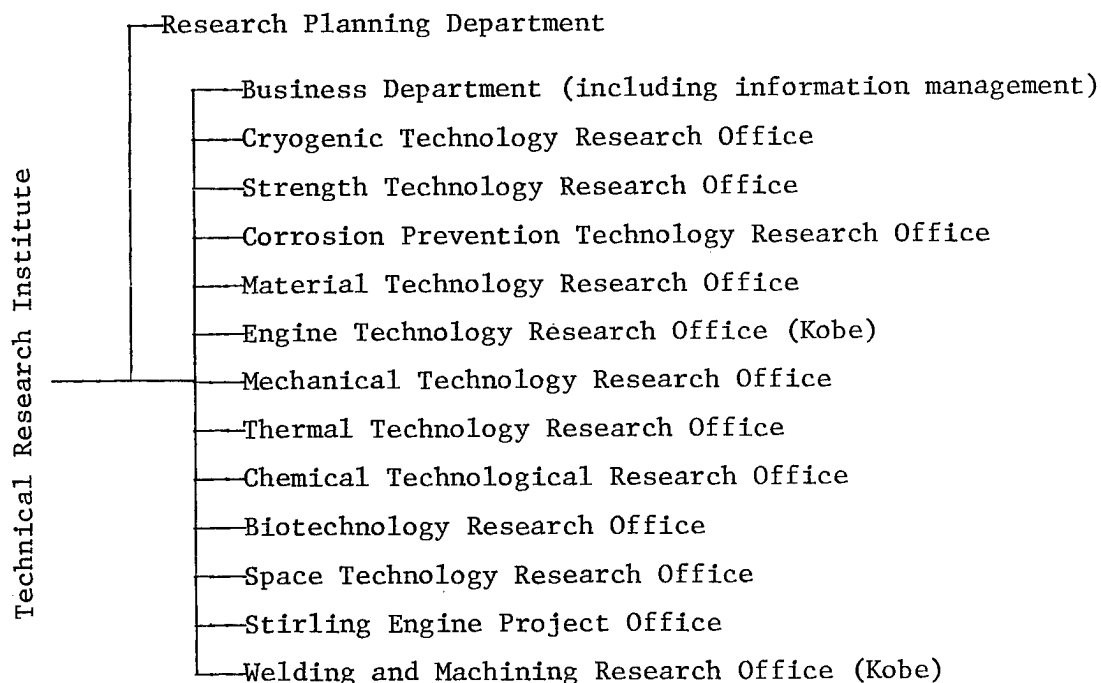 Technical Research Institute
Research Planning Department
Business Department (including information management)
Cryogenic Technology Research Office
Strength Technology Research Office
Corrosion Prevention Technology Research Office
Material Technology Research Office
Engine Technology Research Office (Kobe)
Mechanical Technology Research Office
Thermal Technology Research Office
Chemical Technological Research Office
Biotechnology Research Office
Space Technology Research Office
Stirling Engine Project Office
Welding and Machining Research Office (Kobe)